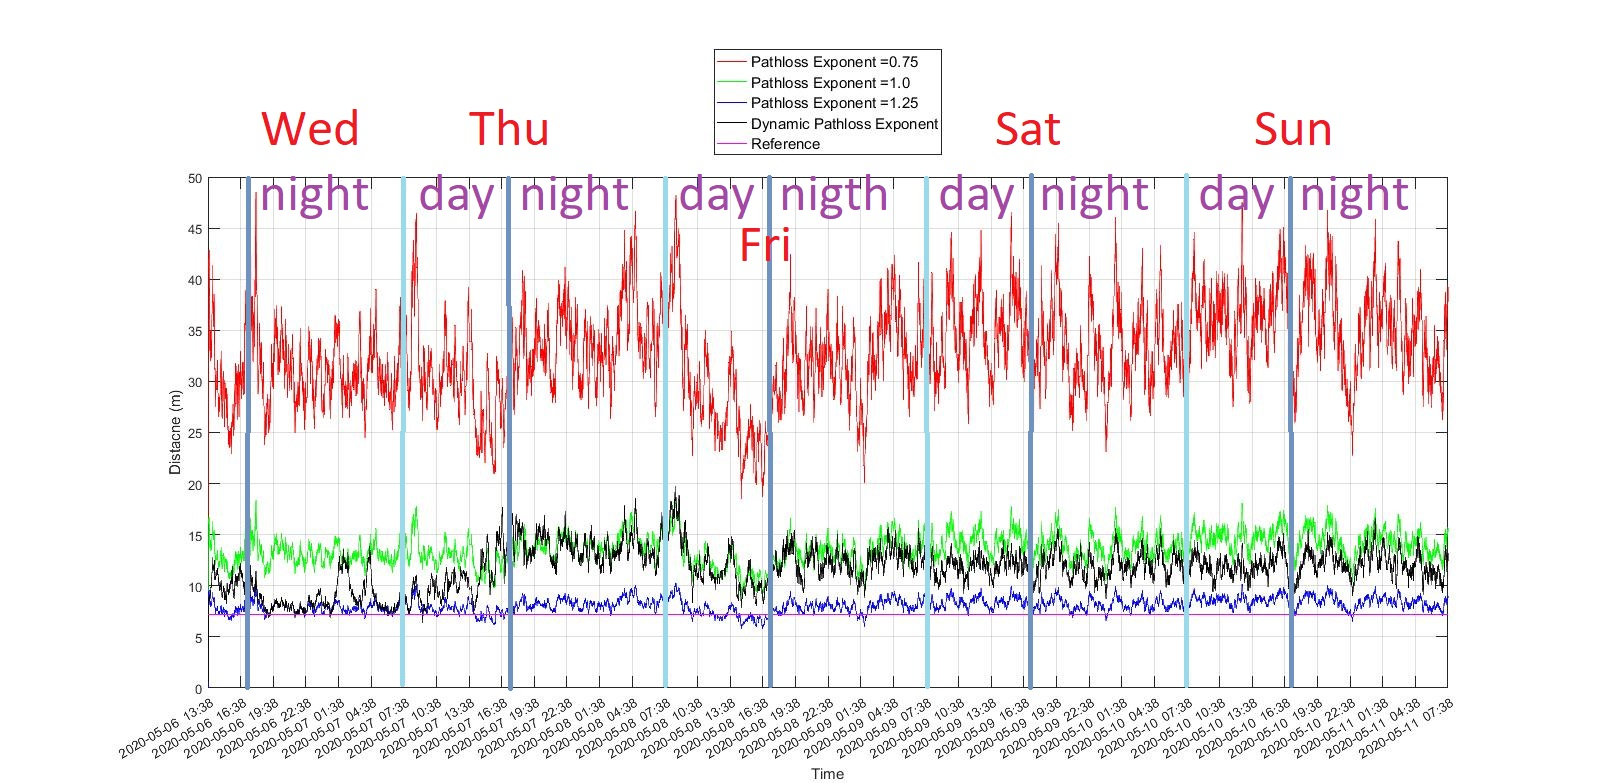 Pathloss Exponent =0.75
Pathloss Exponent =1.0
Pathloss Exponent =1.25
Dynamic Pathloss Exponent
Reference
Wed
Thu
Sat
Sun
night
day
night
day
nigth
day
night
day
night
Fri
50
45
40
35
30
25
20
15
10
5
0
Distacne (m)
2020-05-06 13:38
2020-05-06 16:38
2020-05-06 19:38
2020-05-06 22:38
2020-05-07 01:38
2020-05-07 04:38
2020-05-07 07:38
2020-05-07 10:38
2020-05-07 13:38
2020-05-07 16:38
2020-05-07 19:38
2020-05-07 22:38
2020-05-08 01:38
2020-05-08 04:38
2020-05-08 07:38
2020-05-08 10:38
2020-05-08 13:38
2020-05-08 16:38
2020-05-08 19:38
2020-05-08 22:38
2020-05-09 01:38
2020-05-09 04:38
2020-05-09 07:38
2020-05-09 10:38
2020-05-09 13:38
2020-05-09 16:38
2020-05-09 19:38
2020-05-09 22:38
2020-05-10 01:38
2020-05-10 04:38
2020-05-10 07:38
2020-05-10 10:38
2020-05-10 13:38
2020-05-10 16:38
2020-05-10 19:38
2020-05-10 22:38
2020-05-11 01:38
2020-05-11 04:38
2020-05-11 07:38
Time